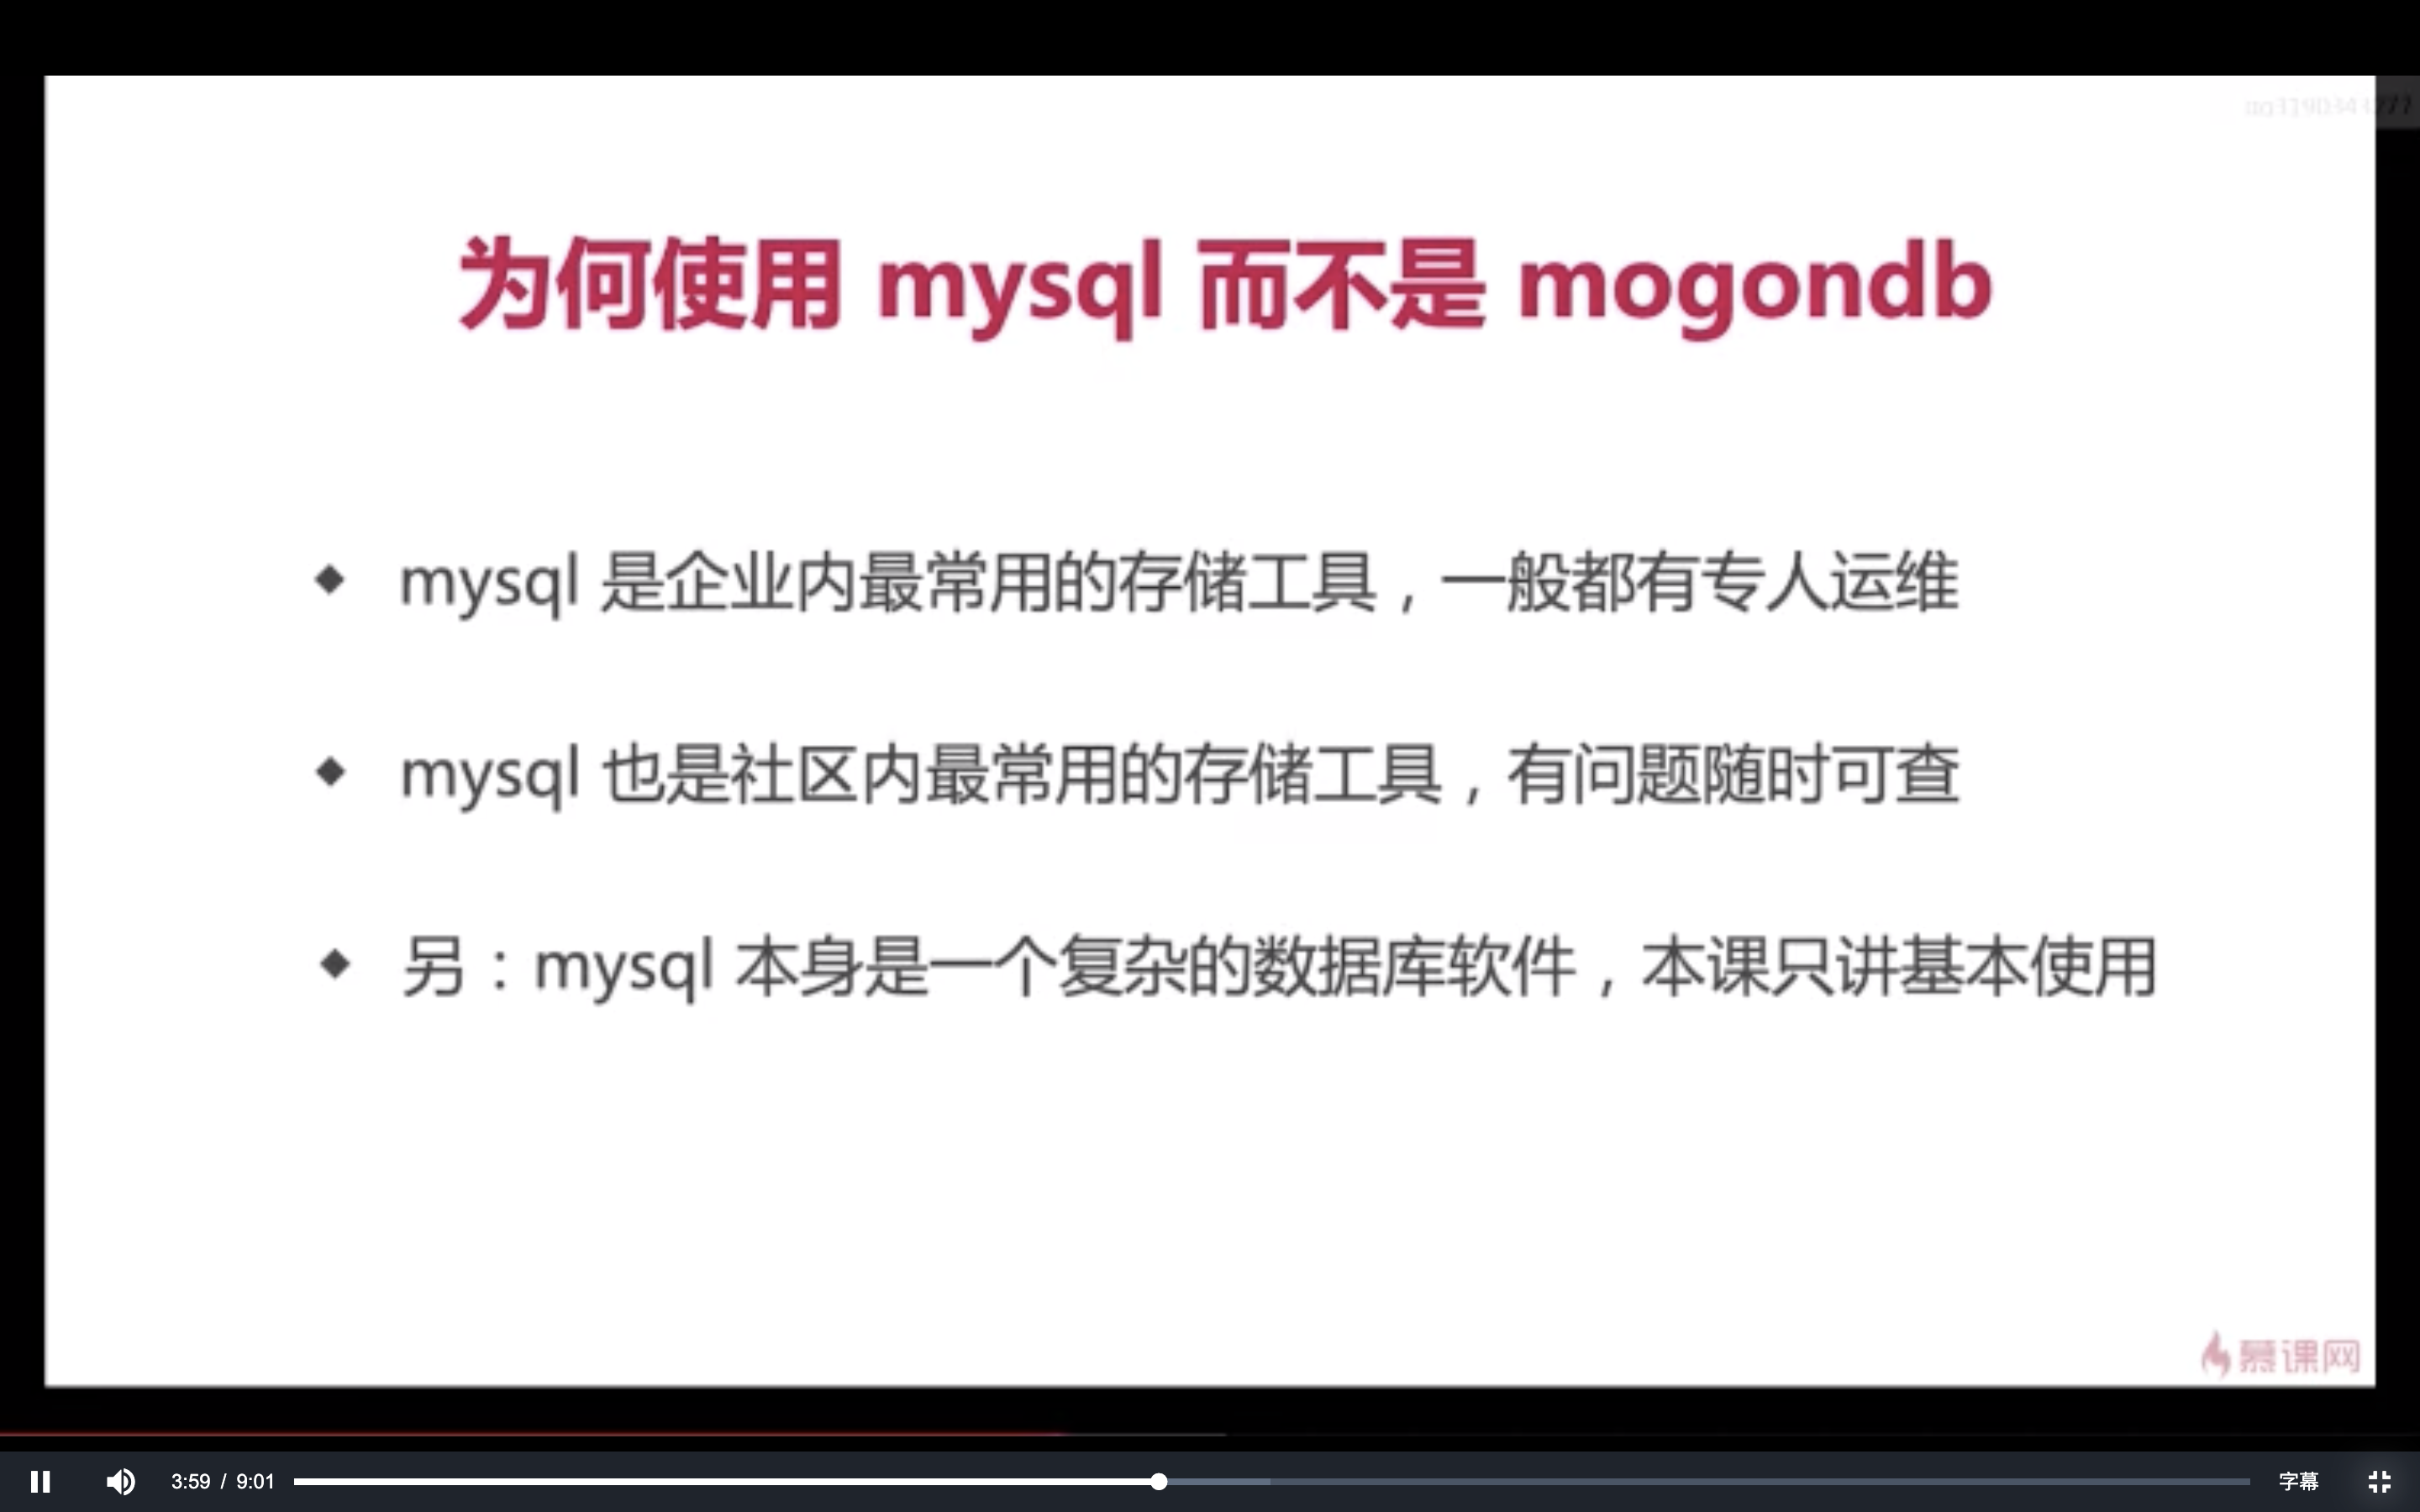 为何使用 mysql 而不是 mogondb
◆ mysql 是企业内最常用的存储工具，一般都有专人运维
◆ mysql 也是社区内最常用的存储工具，有问题随时可查
◆ 另：mysql 本身是一个复杂的数据库软件，本课只讲基本使用
慕课网
3:59 / 9:01
字幕